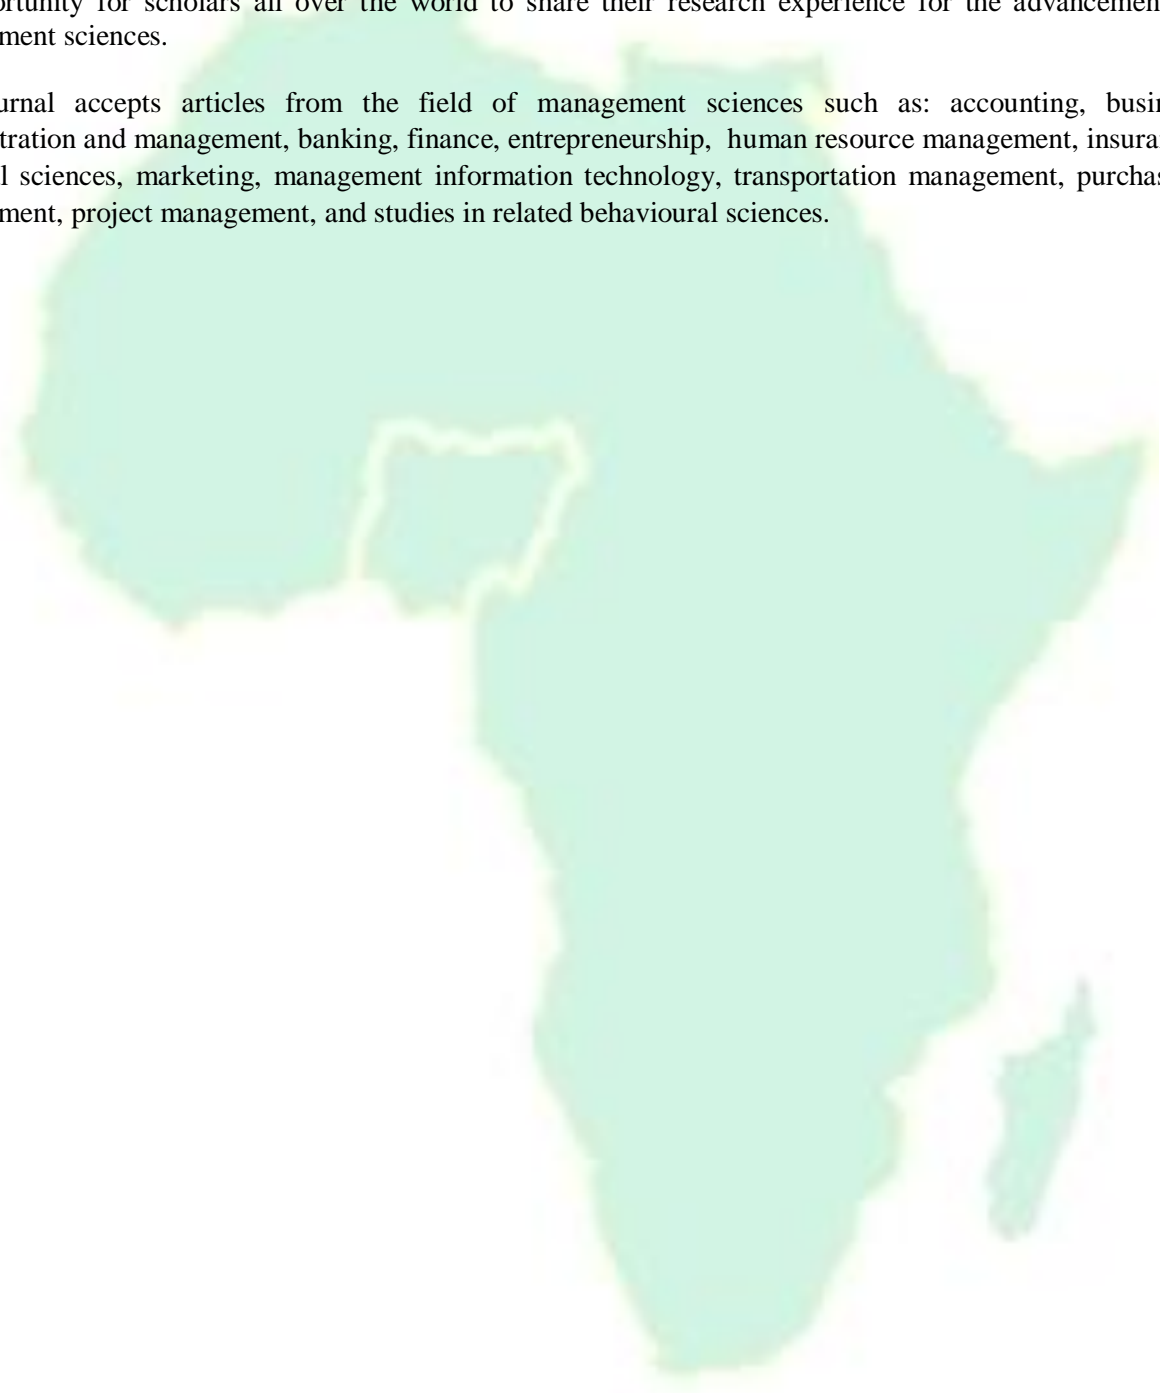 ortunity for scholars all over the world to share their research experience for the advancemen
ment sciences.
urnal accepts articles from the field of management sciences such as: accounting, busin
tration and management, banking, finance, entrepreneurship, human resource management, insura
l sciences, marketing, management information technology, transportation management, purchas
ment, project management, and studies in related behavioural sciences.